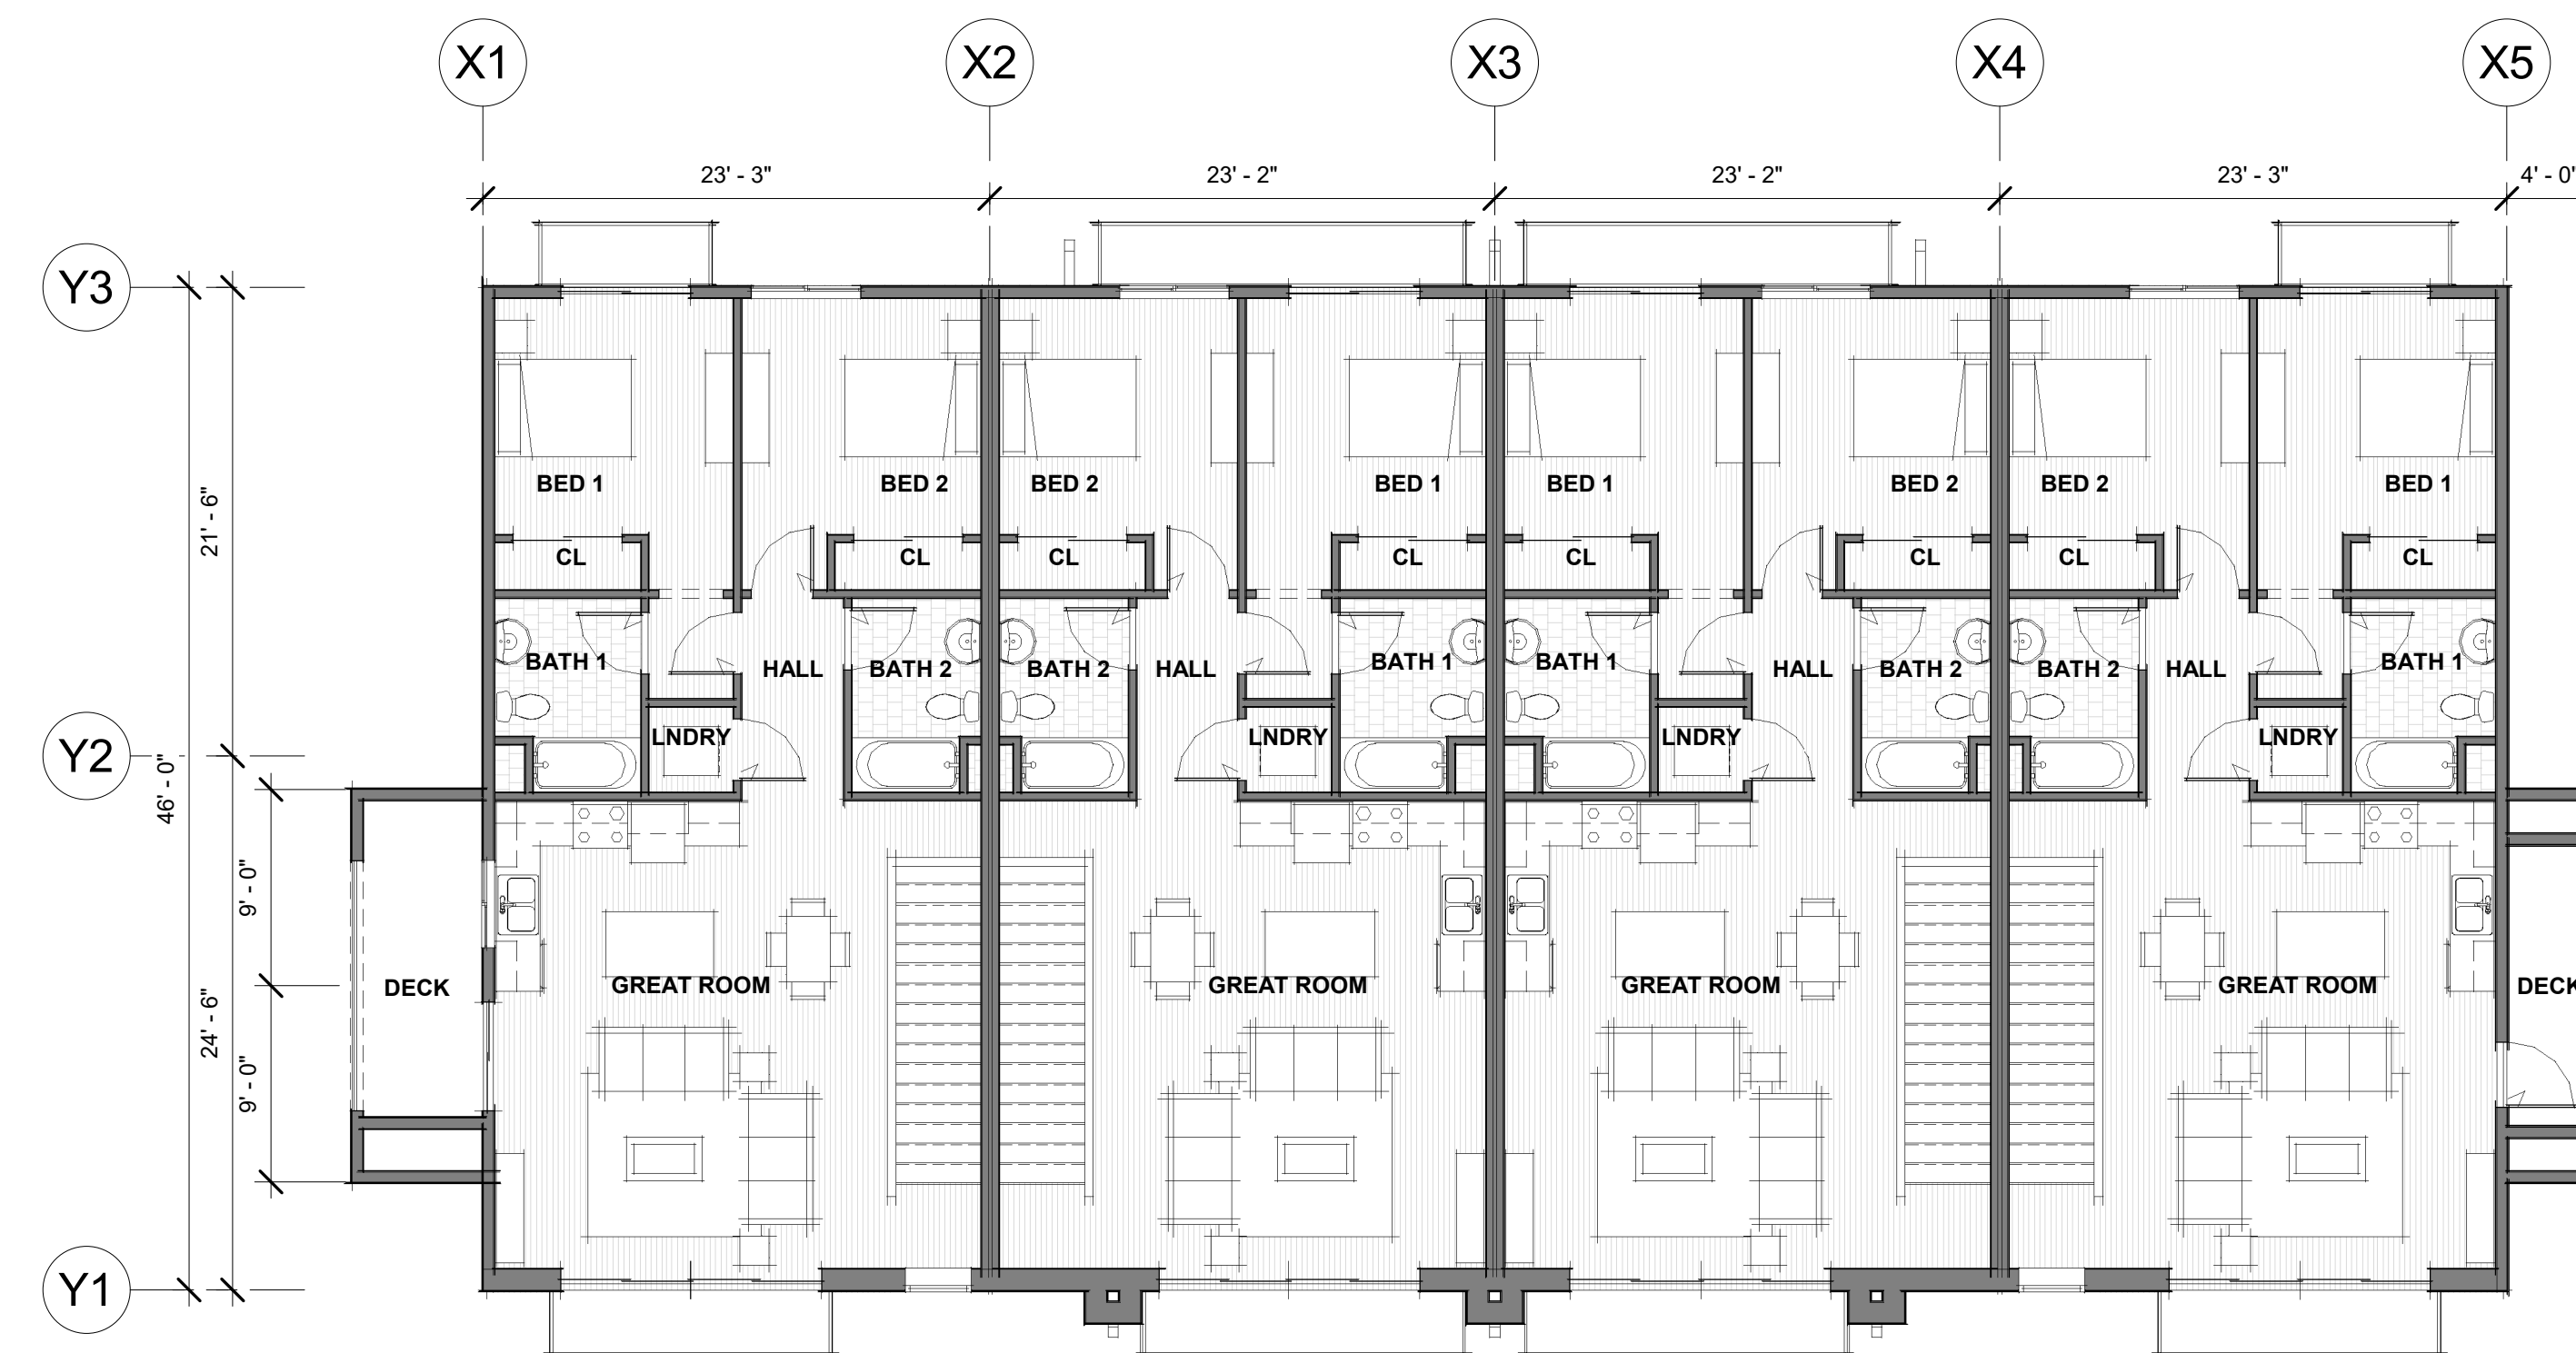 X1 X2 X3 X4 X5
23' - 3" 23' - 2" 23' - 2" 23' - 3" 4' - 0"
Y3
21' - 6"
BED 1 BED 2 BED 2 BED 1 BED 1 BED 2 BED 2 BED 1
CL CL CL CL CL CL CL CL
BATH 1 HALL BATH 2 BATH 2 HALL BATH 1 BATH 1 HALL BATH 2 BATH 2 HALL BATH 1
LNDRY LNDRY LNDRY LNDRY
Y2
46' - 0"
9' - 0"
DECK GREAT ROOM GREAT ROOM GREAT ROOM GREAT ROOM DECK
24' - 6"
9' - 0"
Y1